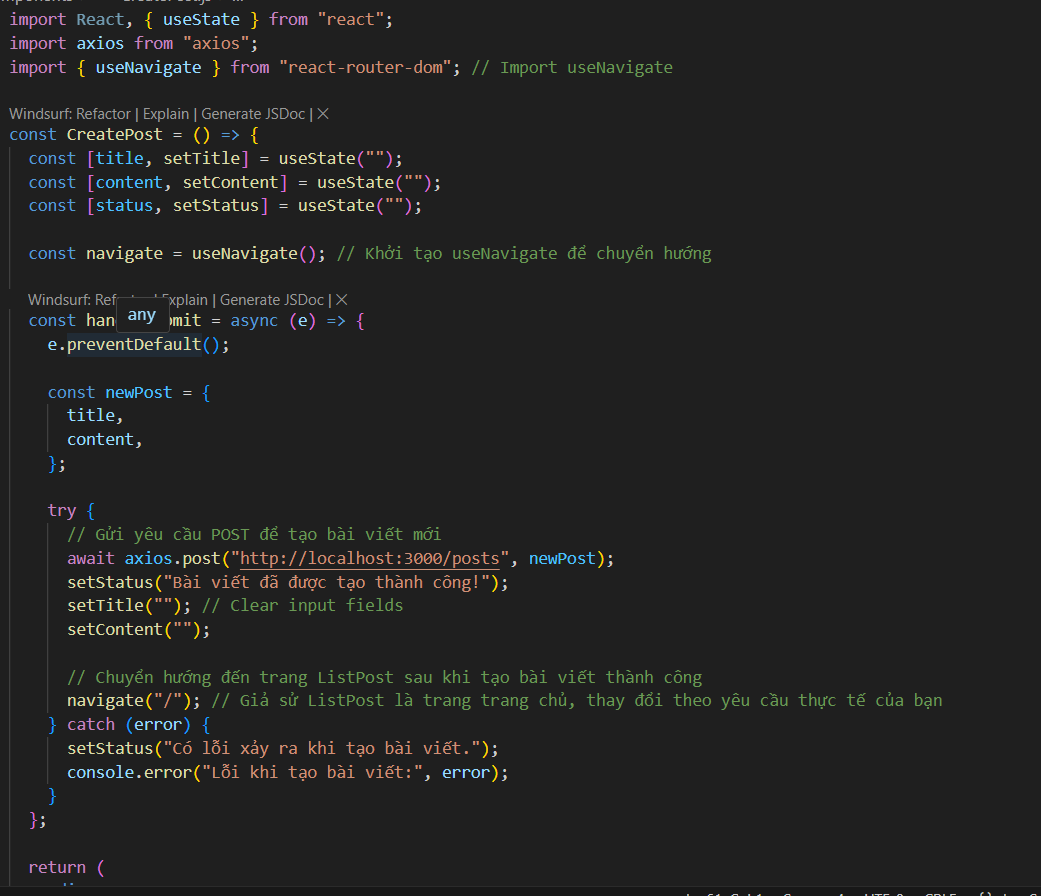 import React, { useState } from "react";
import axios from "axios";
import { useNavigate } from "react-router-dom"; // Import useNavigate
Windsurf: Refactor | Explain | Generate JSDoc | ×
const CreatePost = () => {
const [title, setTitle] = useState("");
const [content, setContent] = useState("");
const [status, setStatus] = useState("");
const navigate = useNavigate(); // Khởi tạo useNavigate để chuyển hướng
Windsurf: Explain | Generate JSDoc | ×
any
const = async (e) => {
e.preventDefault();
const newPost = {
title,
content,
};
try {
// Gửi yêu cầu POST để tạo bài viết mới
await axios.post("http://localhost:3000/posts", newPost);
setStatus("Bài viết đã được tạo thành công!");
setTitle(""); // Clear input fields
setContent("");
// Chuyển hướng đến trang ListPost sau khi tạo bài viết thành công
navigate("/"); // Giả sử ListPost là trang trang chủ, thay đổi theo yêu cầu thực tế của bạn
} catch (error) {
setStatus("Có lỗi xảy ra khi tạo bài viết.");
console.error("Lỗi khi tạo bài viết:", error);
}
};
return (